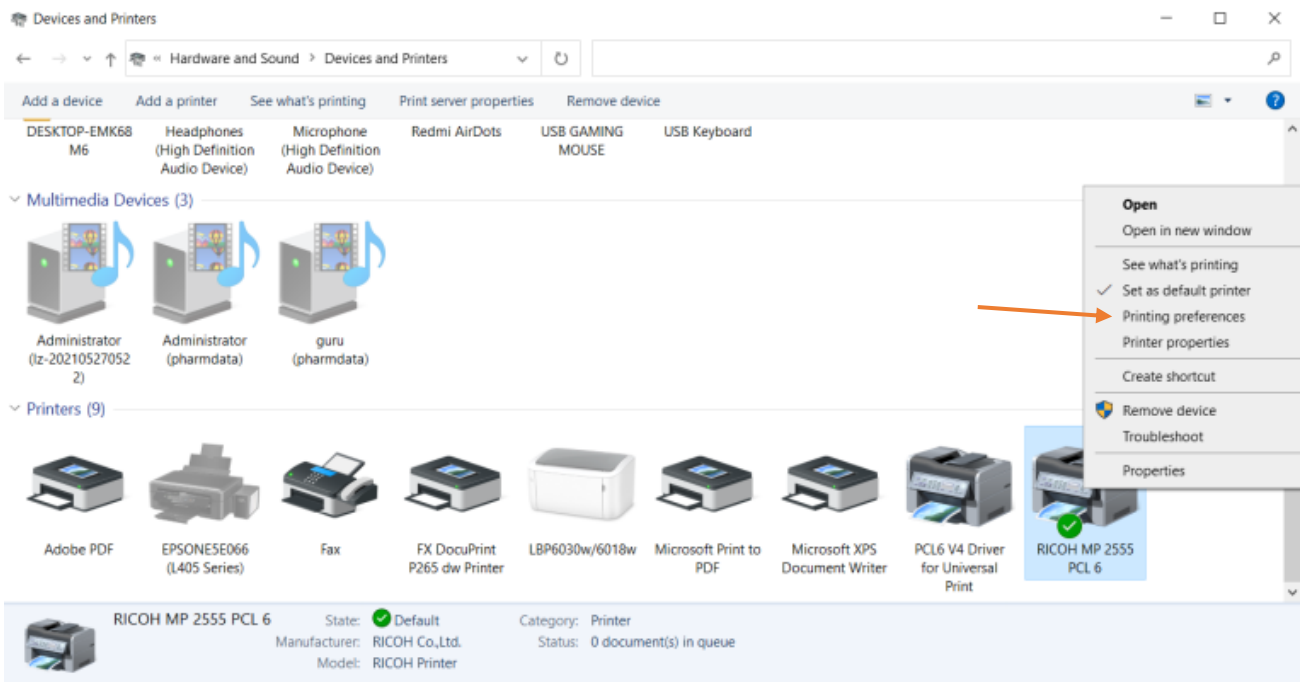 Devices and Printers
« Hardware and Sound > Devices and Printers
Add a device Add a printer See what's printing Print server properties Remove device
DESKTOP-EMK68
M6
Headphones
(High Definition
Audio Device)
Microphone
(High Definition
Audio Device)
Redmi AirDots
USB GAMING
MOUSE
USB Keyboard
Multimedia Devices (3)
Administrator
(lz-20210527052
2)
Administrator
(pharmdata)
guru
(pharmdata)
Open
Open in new window
See what's printing
Set as default printer
Printing preferences
Printer properties
Create shortcut
Remove device
Troubleshoot
Properties
Printers (9)
Adobe PDF
EPSONE5E066
(L405 Series)
Fax
FX DocuPrint
P265 dw Printer
LBP6030w/6018w
Microsoft Print to
PDF
Microsoft XPS
Document Writer
PCL6 V4 Driver
for Universal
Print
RICOH MP 2555
PCL 6
RICOH MP 2555 PCL 6
State: Default
Manufacturer: RICOH Co.,Ltd.
Model: RICOH Printer
Category: Printer
Status: 0 document(s) in queue